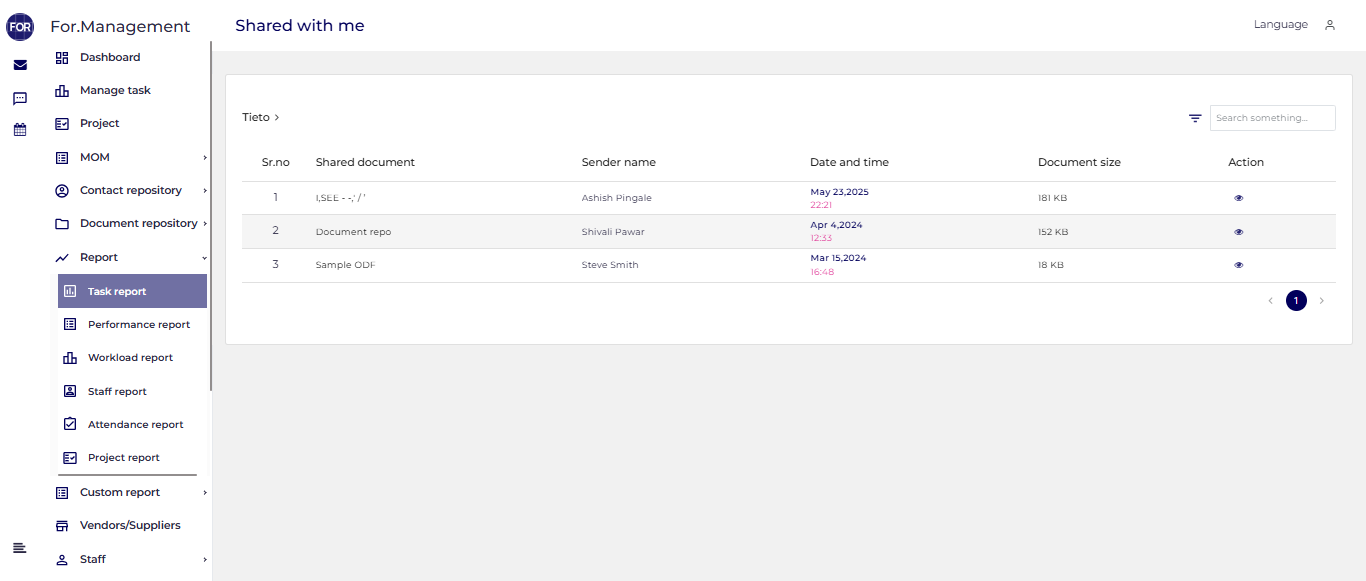 FOR For.Management
Shared with me
Language
Dashboard
Manage task
Project
MOM
Contact repository
Document repository
Report
Task report
Performance report
Workload report
Staff report
Attendance report
Project report
Custom report
Vendors/Suppliers
Staff
Tieto >
Search something...
Sr.no Shared document Sender name Date and time Document size Action
1 I,SEE - -,' / ' Ashish Pingale May 23,2025 22:21 181 KB
2 Document repo Shivali Pawar Apr 4,2024 12:33 152 KB
3 Sample ODF Steve Smith Mar 15,2024 16:48 18 KB
< 1 >